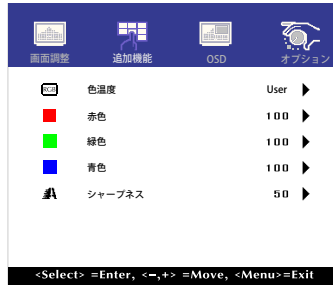 画面調整 追加機能 OSD オプション
RGB 色温度 User
赤色 100
緑色 100
青色 100
シャープネス 50
<Select> =Enter, <−,+> =Move, <Menu>=Exit